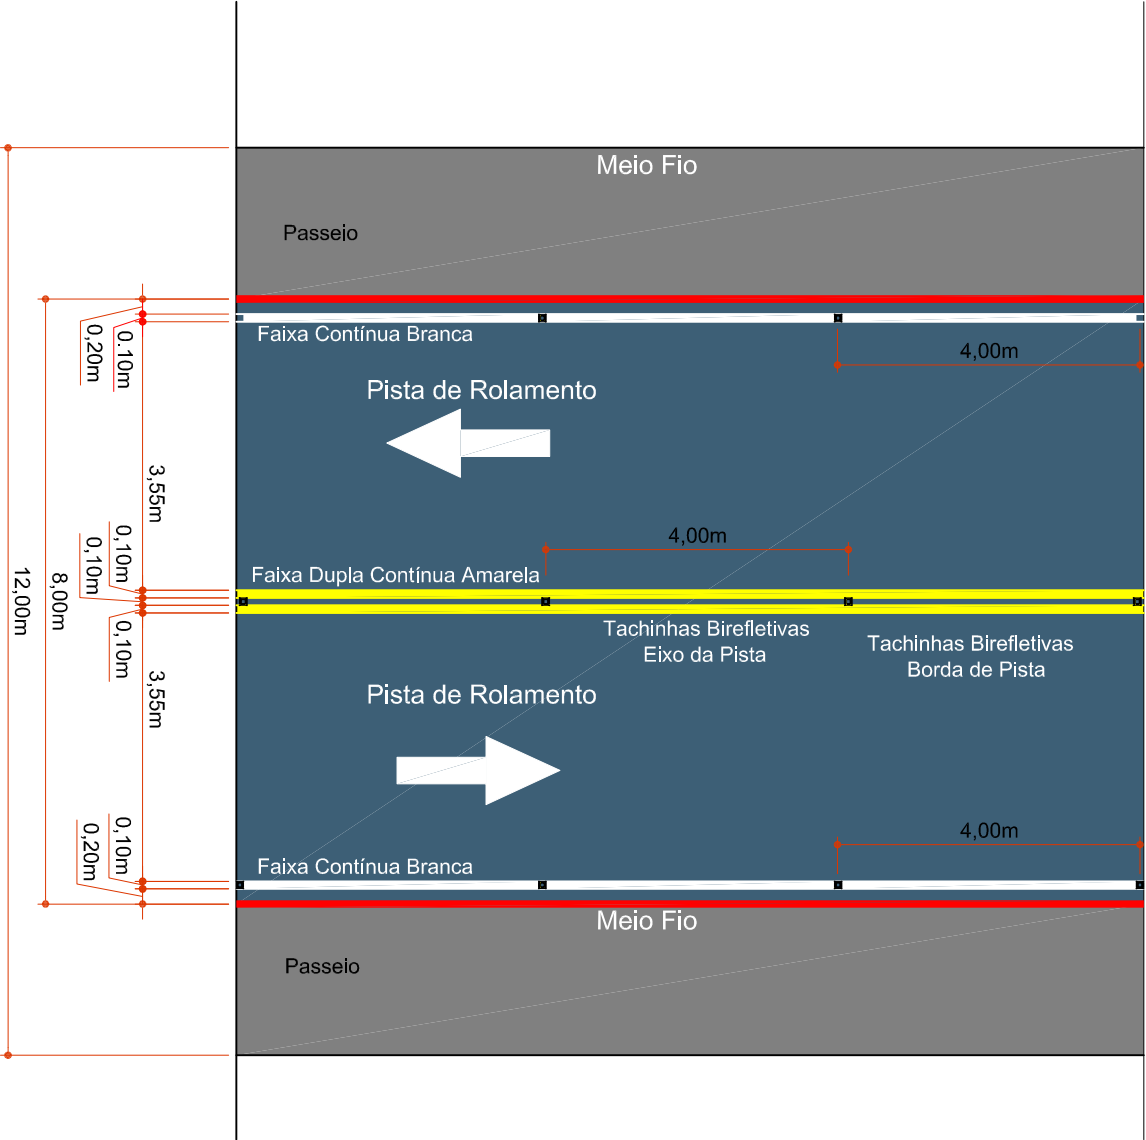 Meio Fio
Passeio
Faixa Contínua Branca
4,00m
Pista de Rolamento
4,00m
Faixa Dupla Contínua Amarela
Tachinhas Birefletivas
Eixo da Pista
Tachinhas Birefletivas
Borda de Pista
Pista de Rolamento
4,00m
Faixa Contínua Branca
Meio Fio
Passeio
0,20m
0.10m
3,55m
0,10m
0,10m
0,10m
3,55m
0,10m
0,20m
8,00m
12,00m